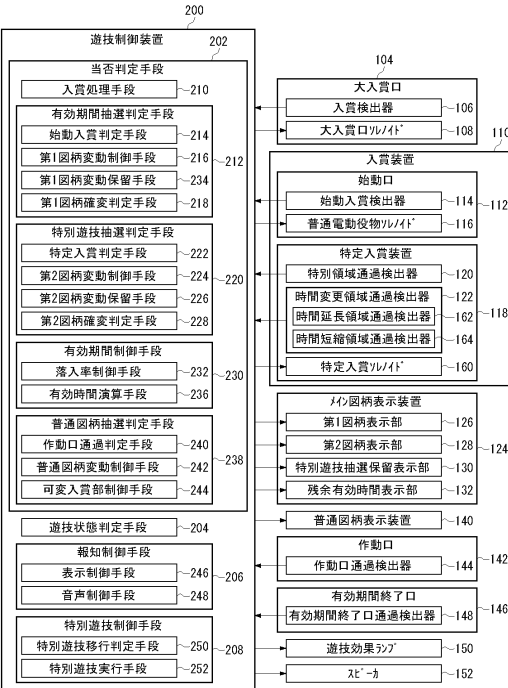 200
遊技制御装置
202
当否判定手段
入賞処理手段 210
有効期間抽選判定手段
始動入賞判定手段 214
212
第1図柄変動制御手段 216
第1図柄変動保留手段 234
第1図柄確変判定手段 218
特別遊技抽選判定手段
特定入賞判定手段 222
220
第2図柄変動制御手段 224
第2図柄変動保留手段 226
第2図柄確変判定手段 228
有効期間制御手段
落入率制御手段 232
230
有効時間演算手段 236
普通図柄抽選判定手段
作動口通過判定手段 240
238
普通図柄変動制御手段 242
可変入賞部制御手段 244
遊技状態判定手段 204
報知制御手段
表示制御手段 246
206
音声制御手段 248
特別遊技制御手段
特別遊技移行判定手段 250
208
特別遊技実行手段 252
104
大入賞口
入賞検出器 106
大入賞口ソレノイド 108
110
入賞装置
始動口
始動入賞検出器 114
112
普通電動役物ソレノイド 116
特定入賞装置
特別領域通過検出器 120
時間変更領域通過検出器 122
時間延長領域通過検出器 162
118
時間短縮領域通過検出器 164
特定入賞ソレノイド 160
メイン図柄表示装置
第1図柄表示部 126
第2図柄表示部 128
124
特別遊技抽選保留表示部 130
残余有効時間表示部 132
普通図柄表示装置 140
作動口
142
作動口通過検出器 144
有効期間終了口
146
有効期間終了口通過検出器 148
遊技効果ランプ 150
スピーカ 152